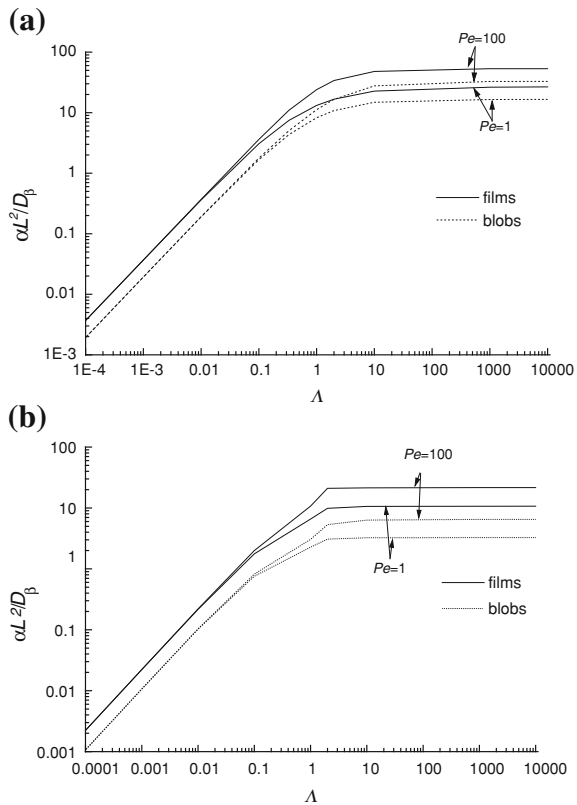 (a)
100
10
1
0.1
0.01
1E-3
αL²/Dβ
Pe=100
Pe=1
films
blobs
1E-4 1E-3 0.01 0.1 1 10 100 1000 10000
Λ
(b)
100
10
1
0.1
0.01
0.001
αL²/Dβ
Pe=100
Pe=1
films
blobs
0.0001 0.001 0.01 0.1 1 10 100 1000 10000
Λ